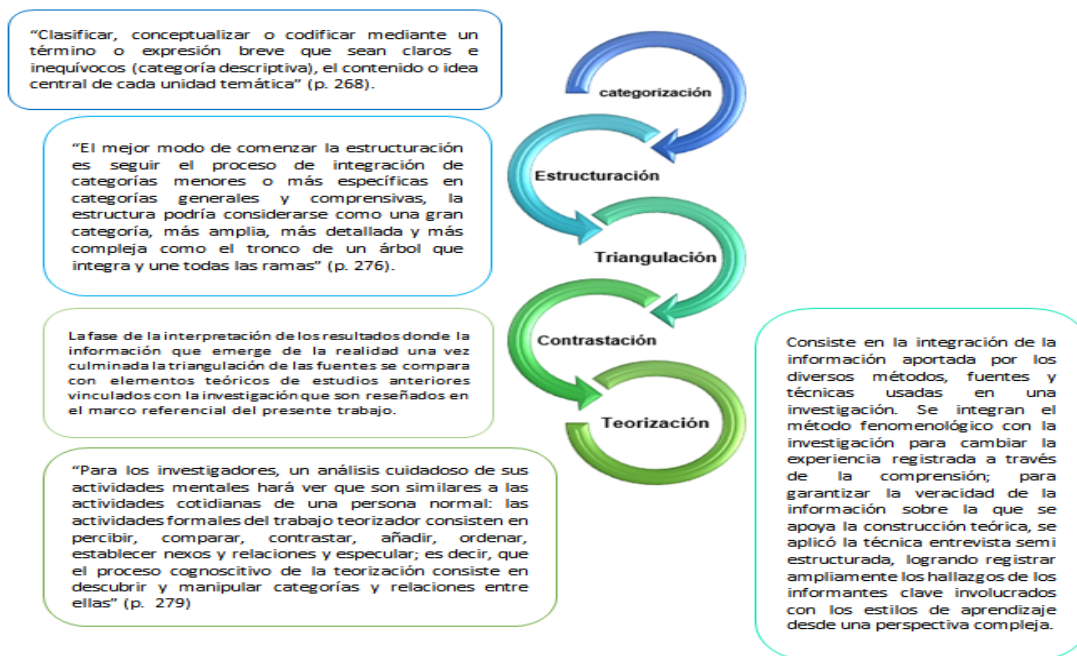 “Clasificar, conceptualizar o codificar mediante un
término o expresión breve que sean claros e
inequívocos (categoría descriptiva), el contenido o idea
central de cada unidad temática” (p. 268).
categorización
“El mejor modo de comenzar la estructuración
es seguir el proceso de integración de
categorías menores o más específicas en
categorías generales y comprensivas, la
estructura podría considerarse como una gran
categoría, más amplia, más detallada y más
compleja como el tronco de un árbol que
integra y une todas las ramas” (p. 276).
Estructuración
Triangulación
La fase de la interpretación de los resultados donde la
información que emerge de la realidad una vez
culminada la triangulación de las fuentes se compara
con elementos teóricos de estudios anteriores
vinculados con la investigación que son reseñados en
el marco referencial del presente trabajo.
Contrastación
Teorización
“Para los investigadores, un análisis cuidadoso de sus
actividades mentales hará ver que son similares a las
actividades cotidianas de una persona normal: las
actividades formales del trabajo teorizador consisten en
percibir, comparar, contrastar, añadir, ordenar,
establecer nexos y relaciones y especular; es decir, que
el proceso cognoscitivo de la teorización consiste en
descubrir y manipular categorías y relaciones entre
ellas” (p. 279)
Consiste en la integración de la
información aportada por los
diversos métodos, fuentes y
técnicas usadas en una
investigación. Se integran el
método fenomenológico con la
investigación para cambiar la
experiencia registrada a través
de la comprensión; para
garantizar la veracidad de la
información sobre la que se
apoya la construcción teórica, se
aplicó la técnica entrevista semi
estructurada, logrando registrar
ampliamente los hallazgos de los
informantes clave involucrados
con los estilos de aprendizaje
desde una perspectiva compleja.